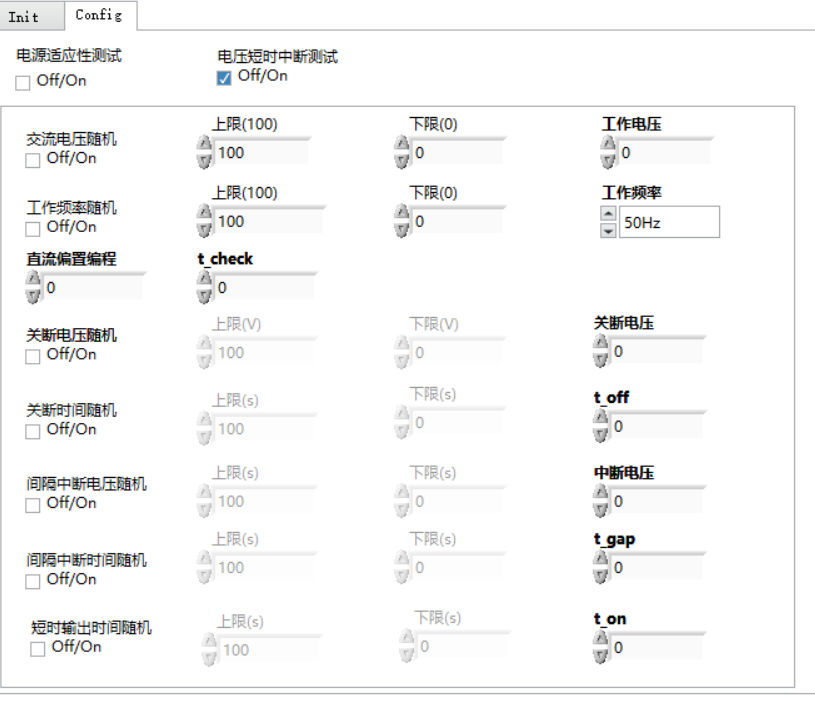 Init Config
电源适应性测试 电压短时中断测试
Off/On Off/On
上限(100) 下限(0) 工作电压
交流电压随机
Off/On 100 0 0
上限(100) 下限(0) 工作频率
工作频率随机
Off/On 100 0 50Hz
直流偏置编程 t_check
0 0
上限(V) 下限(V) 关断电压
关断电压随机
Off/On 100 0 0
上限(s) 下限(s) t_off
关断时间随机
Off/On 100 0 0
上限(s) 下限(s) 中断电压
间隔中断电压随机
Off/On 100 0 0
上限(s) 下限(s) t_gap
间隔中断时间随机
Off/On 100 0 0
上限(s) 下限(s) t_on
短时输出时间随机
Off/On 100 0 0